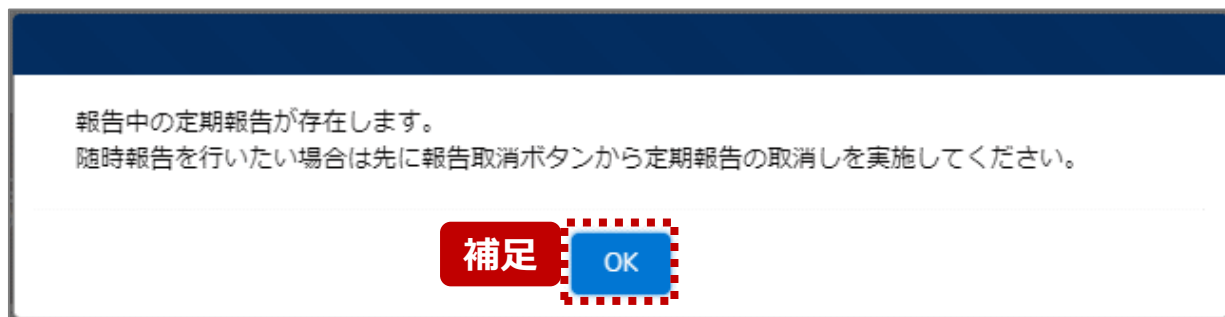 報告中の定期報告が存在します。
随時報告を行いたい場合は先に報告取消ボタンから定期報告の取消しを実施してください。
補足
OK